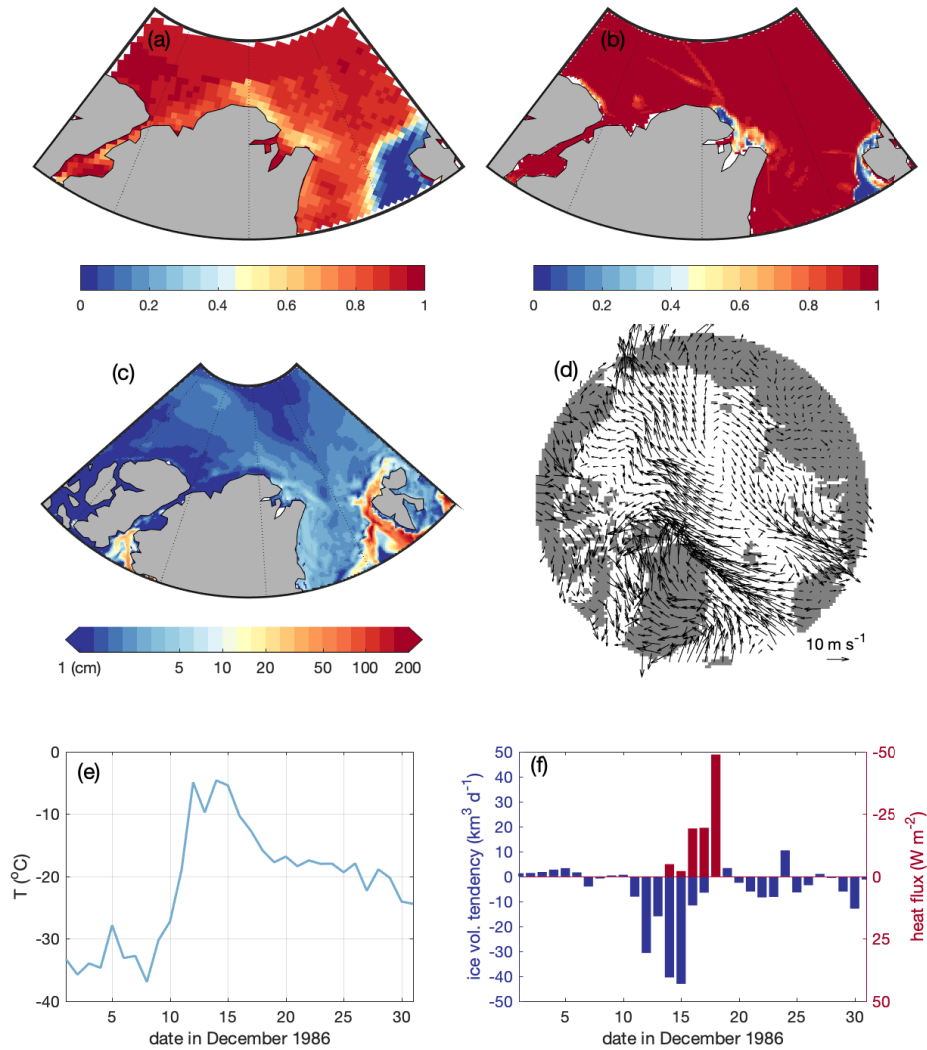 (a)
(b)
0 0.2 0.4 0.6 0.8 1
0 0.2 0.4 0.6 0.8 1
(c)
(d)
1 (cm) 5 10 20 50 100 200
10 m s⁻¹
(e)
0
-10
-20
-30
-40
T (°C)
5 10 15 20 25 30
date in December 1986
(f)
50
40
30
20
10
0
-10
-20
-30
-40
-50
ice vol. tendency (km³ d⁻¹)
-50
-25
0
25
50
heat flux (W m⁻²)
5 10 15 20 25 30
date in December 1986